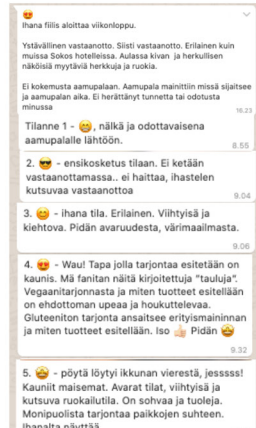 😍
Ihana fiilis aloittaa viikonloppu.
Ystävällinen vastaanotto. Siisti vastaanotto. Erilainen kuin
muissa Sokos hotelleissa. Aulassa kivan ja herkullisen
näköisiä myytäviä herkkuja ja ruokia.
Ei kokemusta aamupalaan. Aamupala mainittiin missä sijaitsee
ja aamupalan aika. Ei herättänyt tunnetta tai odotusta
minussa
16.23
Tilanne 1 - 😁, nälkä ja odottavaisena
aamupalalle lähtöön.
8.55
2. 😎 - ensikosketus tilaan. Ei ketään
vastaanottamassa.. ei haittaa, ihastelen
kutsuvaa vastaanottoa
9.04
3. 😊 - ihana tila. Erilainen. Viihtyisä ja
kiehtova. Pidän avaruudesta, värimaailmasta.
9.06
4. 😍 - Wau! Tapa jolla tarjontaa esitetään on
kaunis. Mä fanitan näitä kirjoitettuja "tauluja".
Vegaanitarjonnasta ja miten tuotteet esitellään
on ehdottoman upeaa ja houkuttelevaa.
Gluteeniton tarjonta ansaitsee erityismaininnan
ja miten tuotteet esitellään. Iso 👍 Pidän 🤩
9.32
5. 🤩 - pöytä löytyi ikkunan vierestä, jesssss!
Kauniit maisemat. Avarat tilat, viihtyisä ja
kutsuva ruokailutila. On sohvaa ja tuoleja.
Monipuolista tarjontaa paikkojen suhteen.
Ihanalta näyttää